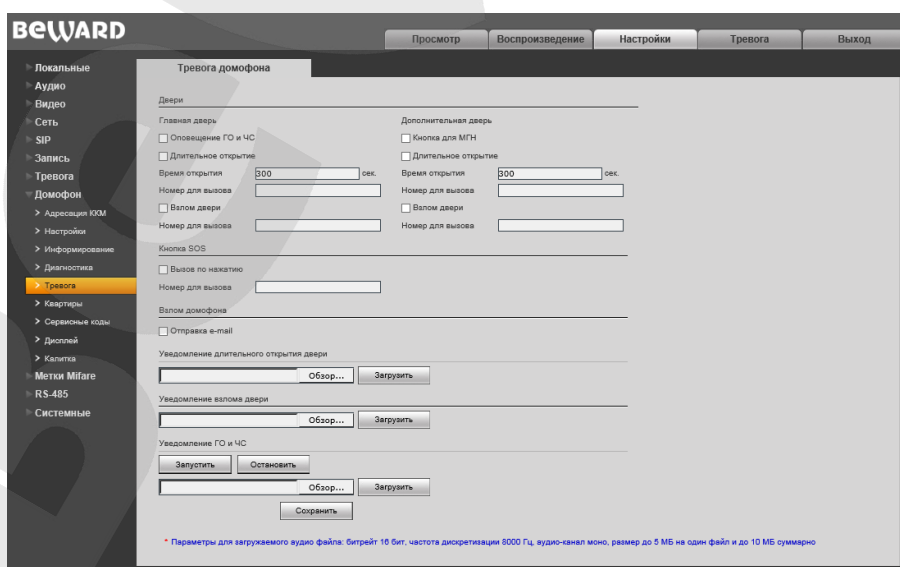 BEWARD
Просмотр
Воспроизведение
Настройки
Тревога
Выход
Локальные
Аудио
Видео
Сеть
SIP
Запись
Тревога
Домофон
> Адресация ККМ
> Настройки
> Информирование
> Диагностика
> Тревога
> Квартиры
> Сервисные коды
> Дисплей
> Калитка
Метки Mifare
RS-485
Системные
Тревога домофона
Двери
Главная дверь
Оповещение ГО и ЧС
Длительное открытие
Время открытия 300 сек.
Номер для вызова
Взлом двери
Номер для вызова
Дополнительная дверь
Кнопка для МГН
Длительное открытие
Время открытия 300 сек.
Номер для вызова
Взлом двери
Номер для вызова
Кнопка SOS
Вызов по нажатию
Номер для вызова
Взлом домофона
Отправка e-mail
Уведомление длительного открытия двери
Обзор... Загрузить
Уведомление взлома двери
Обзор... Загрузить
Уведомление ГО и ЧС
Запустить Остановить
Обзор... Загрузить
Сохранить
* Параметры для загружаемого аудио файла: битрейт 16 бит, частота дискретизации 8000 Гц, аудио-канал моно, размер до 5 МБ на один файл и до 10 МБ суммарно